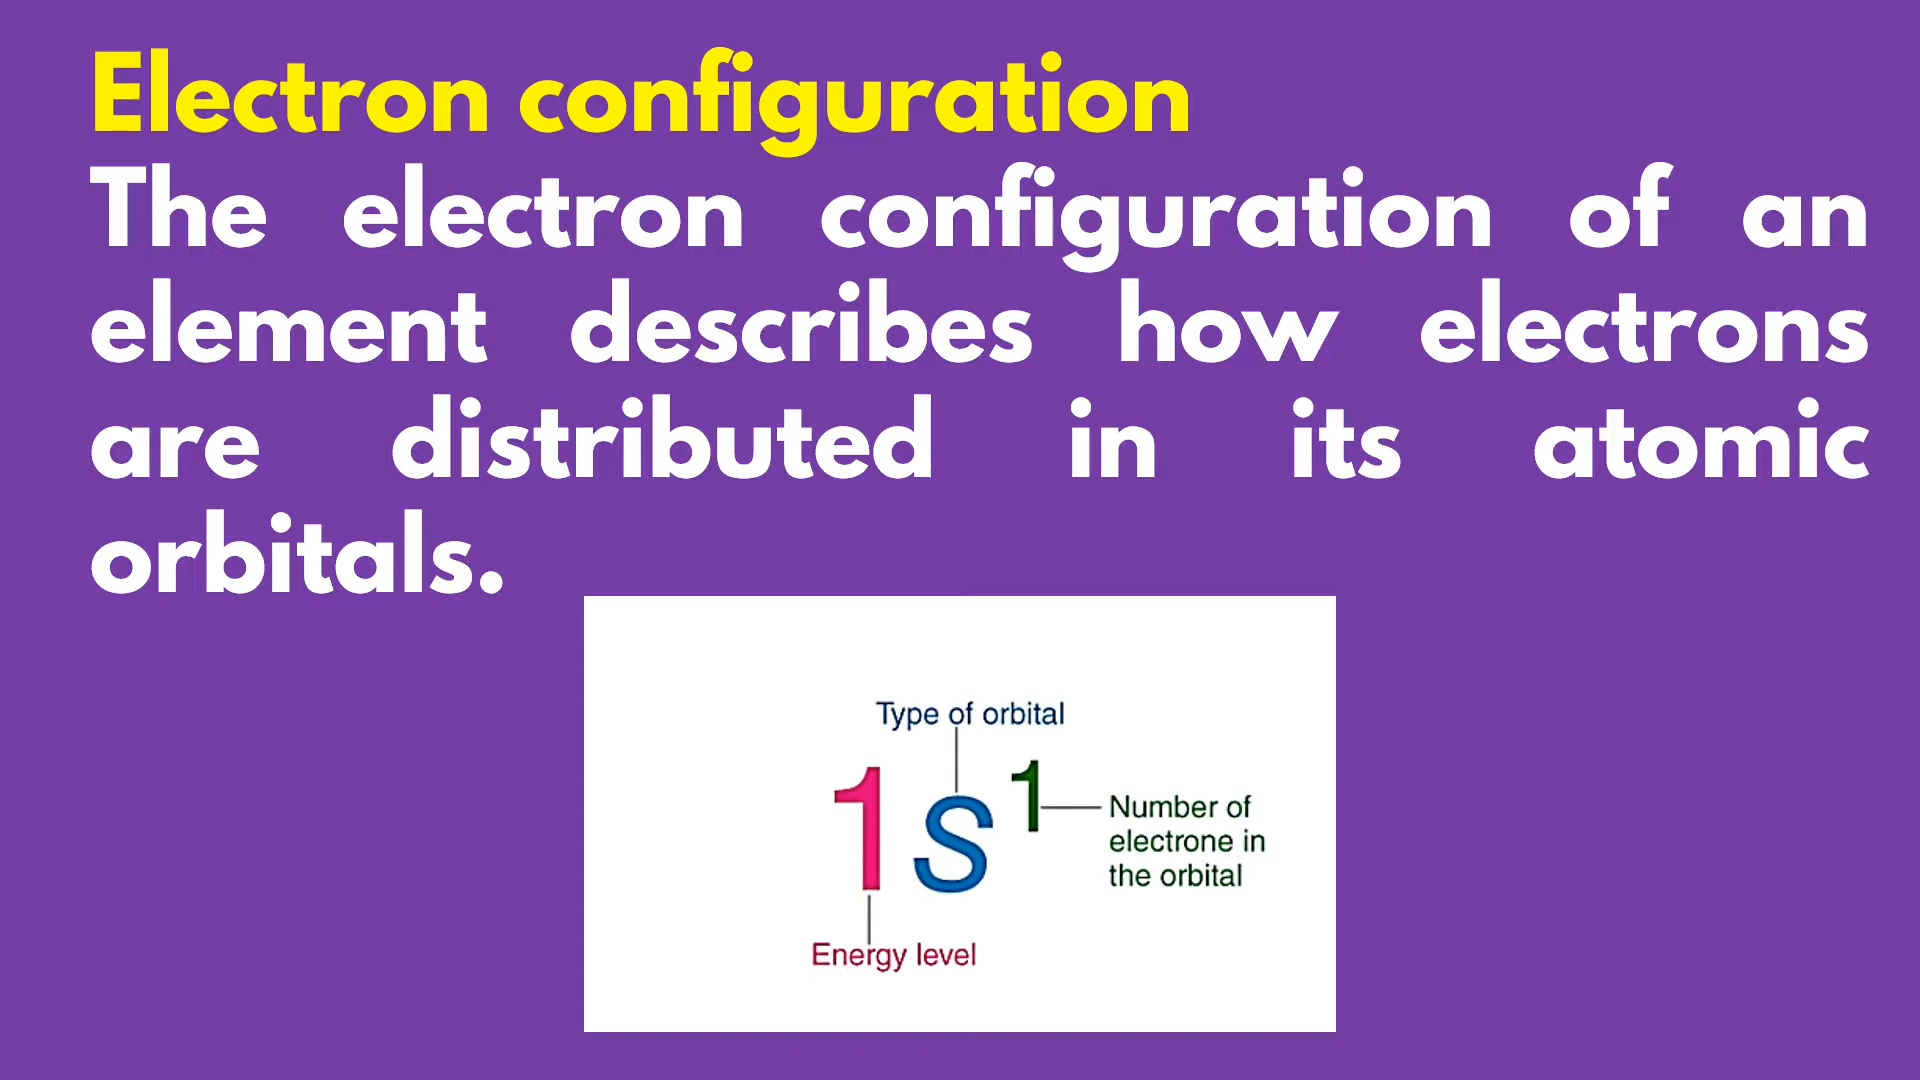 Electron configuration
The electron configuration of an
element describes how electrons
are distributed in its atomic
orbitals.
Type of orbital
1s¹
Number of
electrone in
the orbital
Energy level